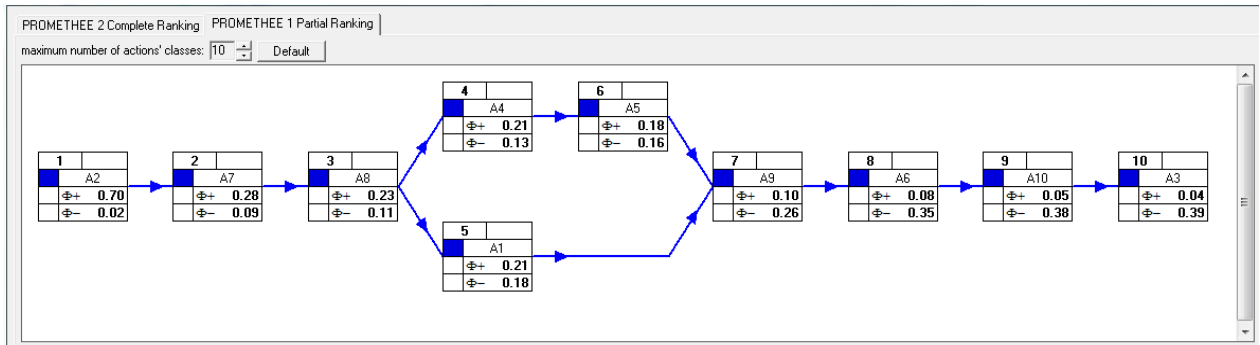 PROMETHEE 2 Complete Ranking PROMETHEE 1 Partial Ranking
maximum number of actions' classes: 10 Default
4
A4
Φ+ 0.21
Φ− 0.13
6
A5
Φ+ 0.18
Φ− 0.16
1
A2
Φ+ 0.70
Φ− 0.02
2
A7
Φ+ 0.28
Φ− 0.09
3
A8
Φ+ 0.23
Φ− 0.11
7
A9
Φ+ 0.10
Φ− 0.26
8
A6
Φ+ 0.08
Φ− 0.35
9
A10
Φ+ 0.05
Φ− 0.38
10
A3
Φ+ 0.04
Φ− 0.39
5
A1
Φ+ 0.21
Φ− 0.18